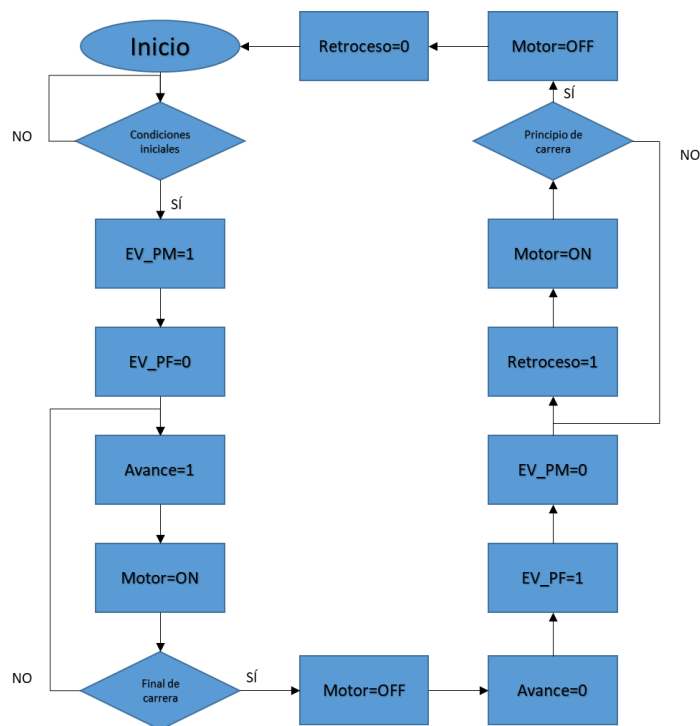 Inicio
Retroceso=0
Motor=OFF
NO
Condiciones
iniciales
SÍ
EV_PM=1
EV_PF=0
Avance=1
Motor=ON
NO
Final de
carrera
SÍ
Motor=OFF
Avance=0
EV_PF=1
EV_PM=0
Retroceso=1
Motor=ON
Principio de
carrera
NO
SÍ